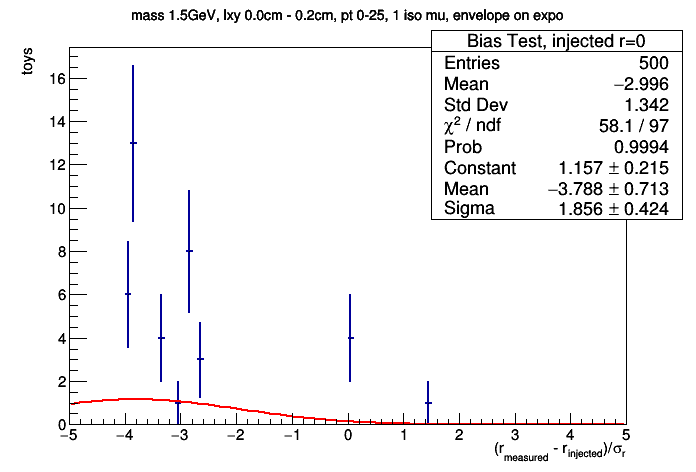 mass 1.5GeV, lxy 0.0cm - 0.2cm, pt 0-25, 1 iso mu, envelope on expo
Bias Test, injected r=0
Entries 500
Mean −2.996
Std Dev 1.342
χ² / ndf 58.1 / 97
Prob 0.9994
Constant 1.157 ± 0.215
Mean −3.788 ± 0.713
Sigma 1.856 ± 0.424
toys
16
14
12
10
8
6
4
2
0
−5 −4 −3 −2 −1 0 1 2 3 4 5
(r_measured - r_injected)/σ_r